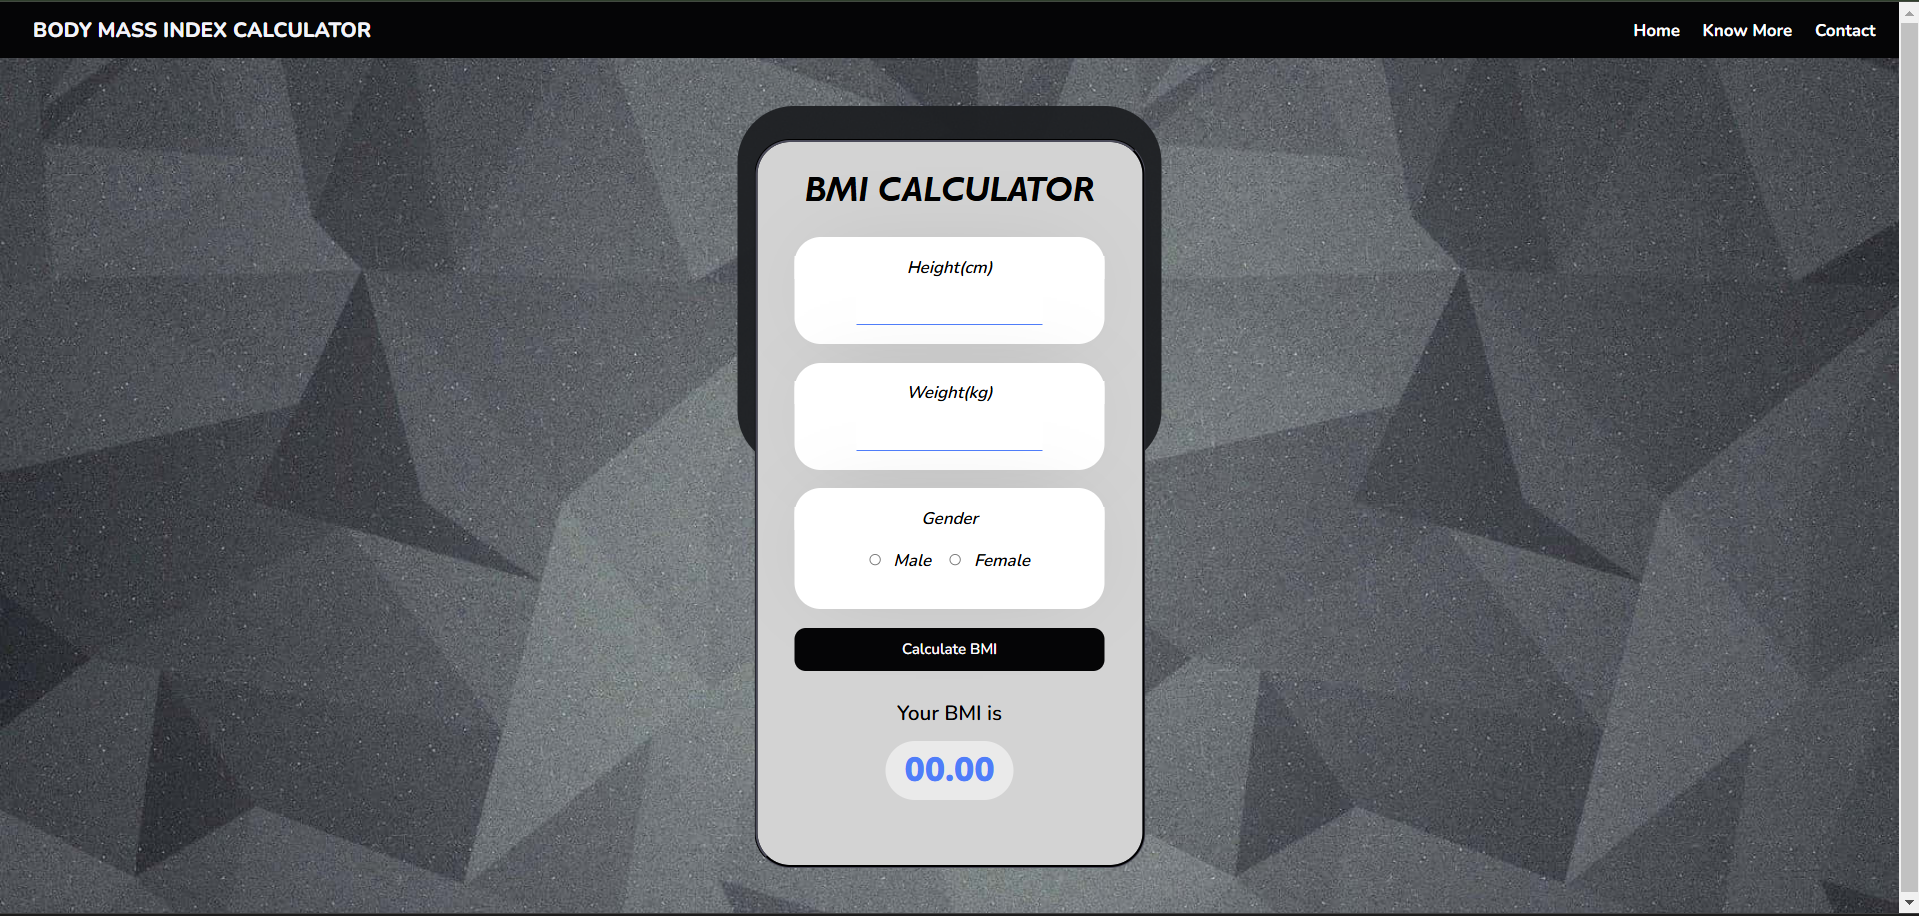 BODY MASS INDEX CALCULATOR
Home Know More Contact
BMI CALCULATOR
Height(cm)
Weight(kg)
Gender
Male Female
Calculate BMI
Your BMI is
00.00